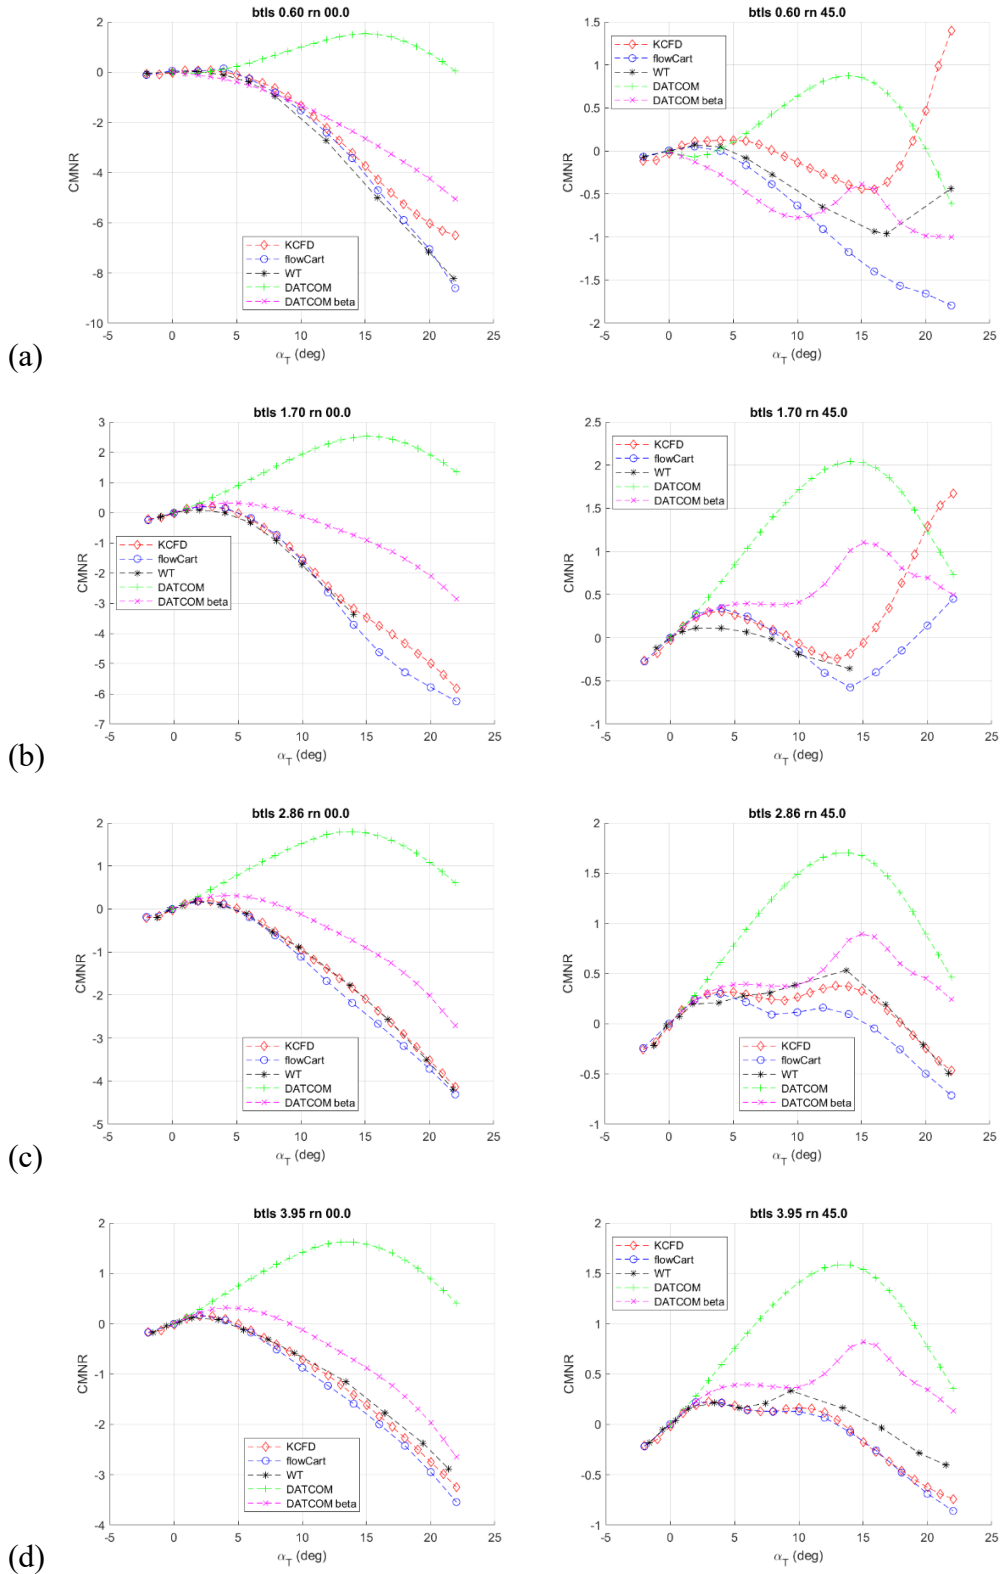 btls 0.60 rn 00.0
2
0
-2
-4
-6
-8
-10
CMNR
KCFD
flowCart
WT
DATCOM
DATCOM beta
-5 0 5 10 15 20 25
α_T (deg)
btls 0.60 rn 45.0
1.5
1
0.5
0
-0.5
-1
-1.5
-2
CMNR
KCFD
flowCart
WT
DATCOM
DATCOM beta
-5 0 5 10 15 20 25
α_T (deg)
(a)
btls 1.70 rn 00.0
3
2
1
0
-1
-2
-3
-4
-5
-6
-7
CMNR
KCFD
flowCart
WT
DATCOM
DATCOM beta
-5 0 5 10 15 20 25
α_T (deg)
btls 1.70 rn 45.0
2.5
2
1.5
1
0.5
0
-0.5
-1
CMNR
KCFD
flowCart
WT
DATCOM
DATCOM beta
-5 0 5 10 15 20 25
α_T (deg)
(b)
btls 2.86 rn 00.0
2
1
0
-1
-2
-3
-4
-5
CMNR
KCFD
flowCart
WT
DATCOM
DATCOM beta
-5 0 5 10 15 20 25
α_T (deg)
btls 2.86 rn 45.0
2
1.5
1
0.5
0
-0.5
-1
CMNR
KCFD
flowCart
WT
DATCOM
DATCOM beta
-5 0 5 10 15 20 25
α_T (deg)
(c)
btls 3.95 rn 00.0
2
1
0
-1
-2
-3
-4
CMNR
KCFD
flowCart
WT
DATCOM
DATCOM beta
-5 0 5 10 15 20 25
α_T (deg)
btls 3.95 rn 45.0
2
1.5
1
0.5
0
-0.5
-1
CMNR
KCFD
flowCart
WT
DATCOM
DATCOM beta
-5 0 5 10 15 20 25
α_T (deg)
(d)